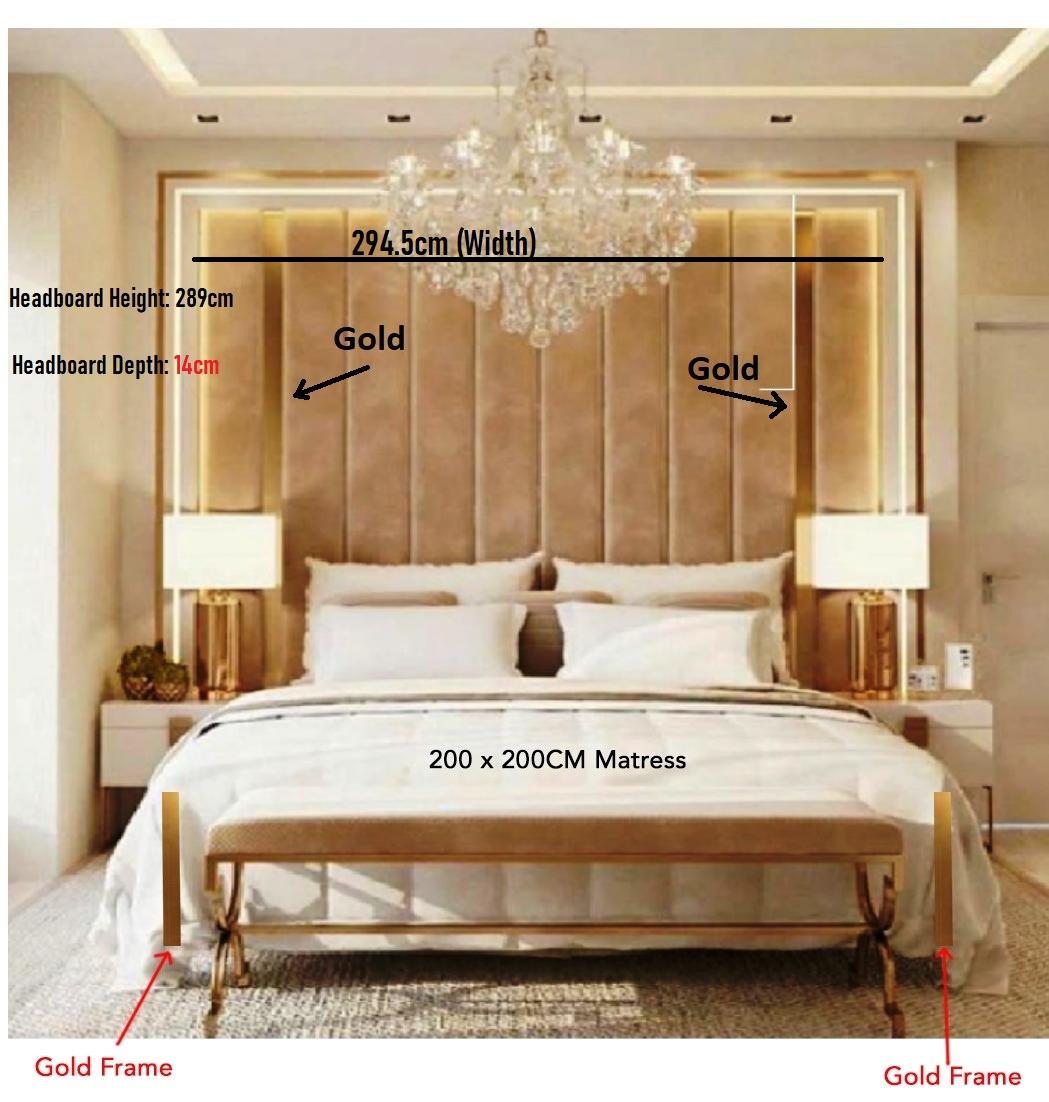 294.5cm (Width)
Headboard Height: 289cm
Gold
Headboard Depth: 14cm
Gold
200 x 200CM Matress
Gold Frame
Gold Frame